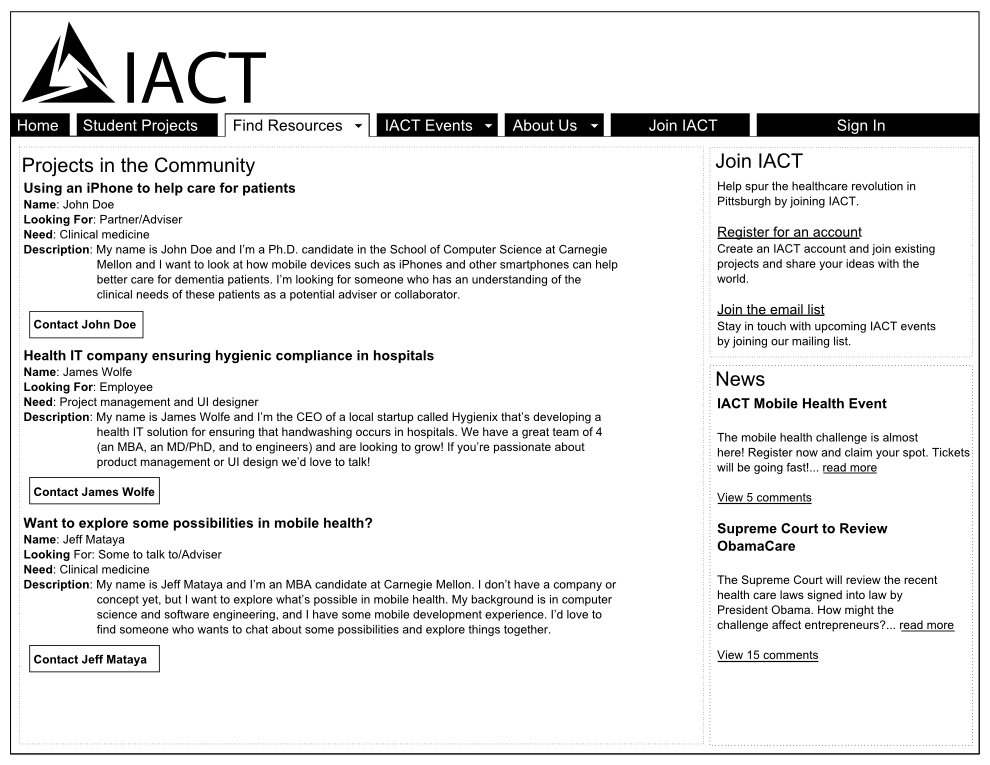 IACT
Home
Student Projects
Find Resources
IACT Events
About Us
Join IACT
Sign In
Projects in the Community
Using an iPhone to help care for patients
Name: John Doe
Looking For: Partner/Adviser
Need: Clinical medicine
Description: My name is John Doe and I'm a Ph.D. candidate in the School of Computer Science at Carnegie
Mellon and I want to look at how mobile devices such as iPhones and other smartphones can help
better care for dementia patients. I'm looking for someone who has an understanding of the
clinical needs of these patients as a potential adviser or collaborator.
Contact John Doe
Health IT company ensuring hygienic compliance in hospitals
Name: James Wolfe
Looking For: Employee
Need: Project management and UI designer
Description: My name is James Wolfe and I'm the CEO of a local startup called Hygienix that's developing a
health IT solution for ensuring that handwashing occurs in hospitals. We have a great team of 4
(an MBA, an MD/PhD, and to engineers) and are looking to grow! If you're passionate about
product management or UI design we'd love to talk!
Contact James Wolfe
Want to explore some possibilities in mobile health?
Name: Jeff Mataya
Looking For: Some to talk to/Adviser
Need: Clinical medicine
Description: My name is Jeff Mataya and I'm an MBA candidate at Carnegie Mellon. I don't have a company or
concept yet, but I want to explore what's possible in mobile health. My background is in computer
science and software engineering, and I have some mobile development experience. I'd love to
find someone who wants to chat about some possibilities and explore things together.
Contact Jeff Mataya
Join IACT
Help spur the healthcare revolution in
Pittsburgh by joining IACT.
Register for an account
Create an IACT account and join existing
projects and share your ideas with the
world.
Join the email list
Stay in touch with upcoming IACT events
by joining our mailing list.
News
IACT Mobile Health Event
The mobile health challenge is almost
here! Register now and claim your spot. Tickets
will be going fast!... read more
View 5 comments
Supreme Court to Review
ObamaCare
The Supreme Court will review the recent
health care laws signed into law by
President Obama. How might the
challenge affect entrepreneurs?... read more
View 15 comments